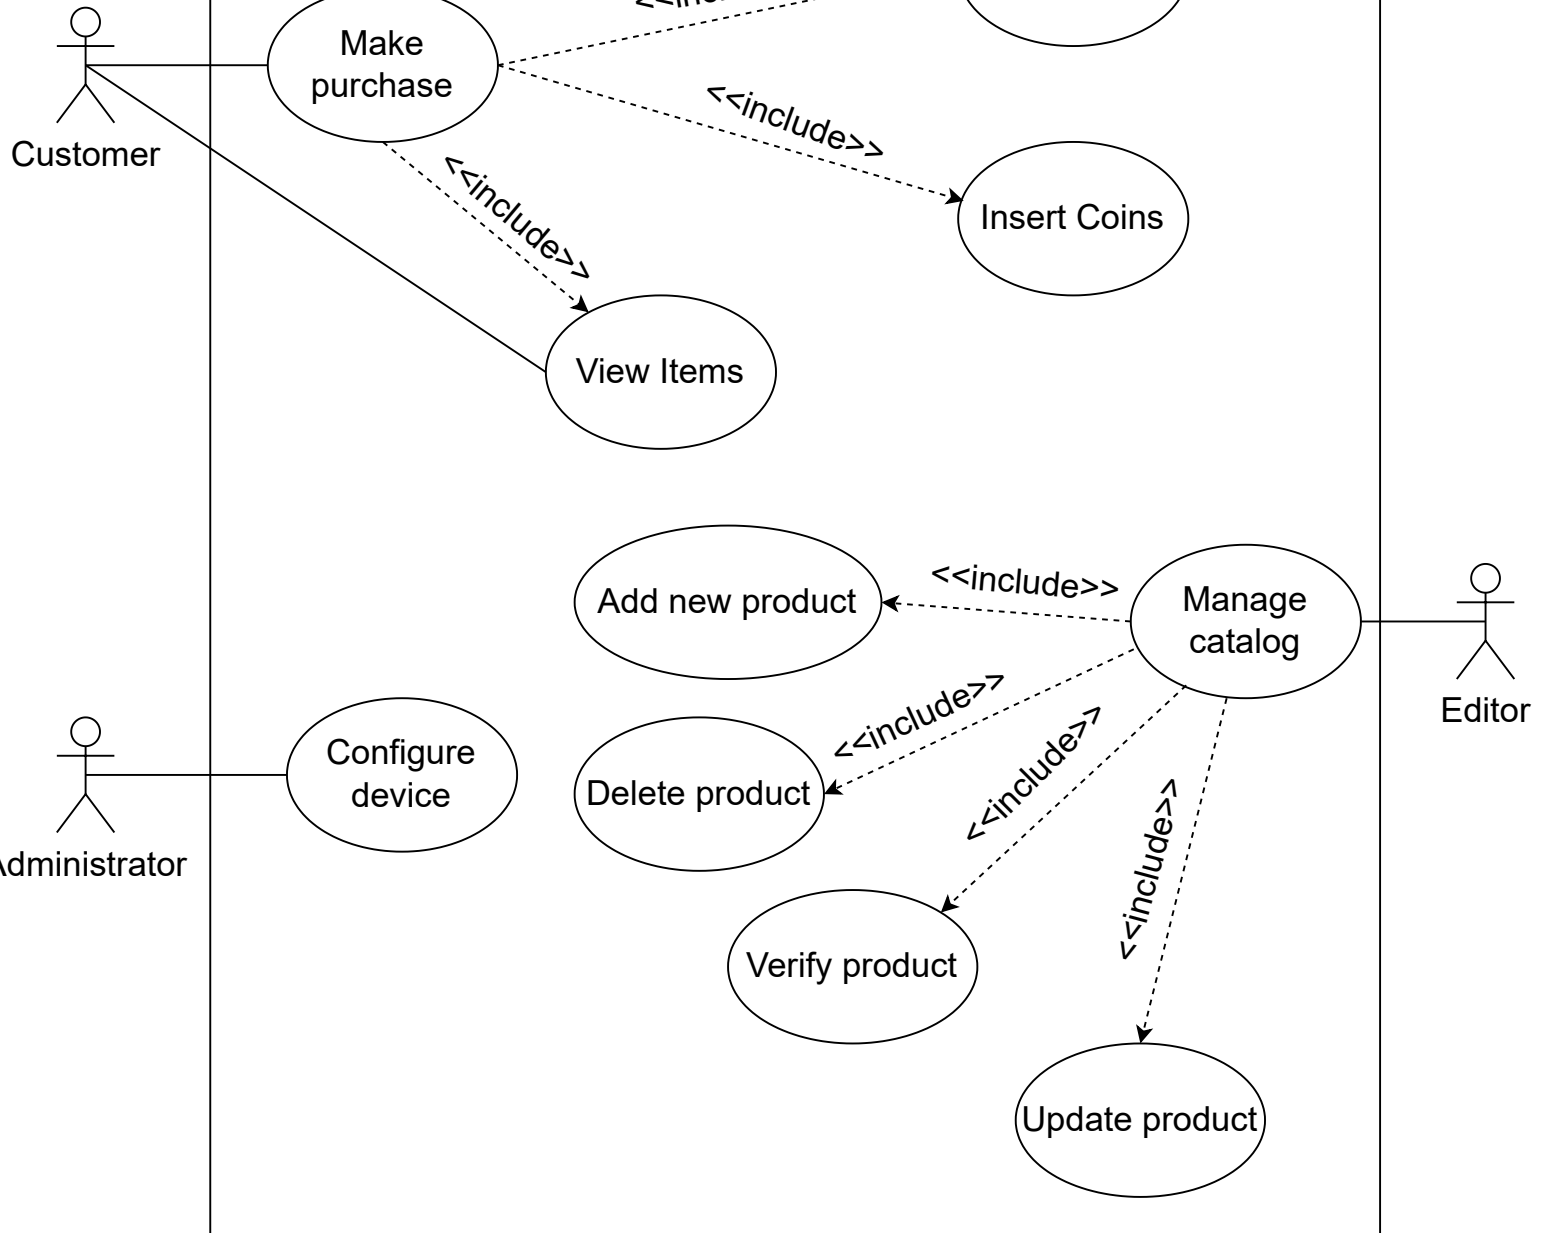 Make
purchase
Customer
<<include>>
<<include>>
Insert Coins
View Items
Add new product
<<include>>
Manage
catalog
Editor
<<include>>
Delete product
<<include>>
<<include>>
Configure
device
Administrator
Verify product
Update product